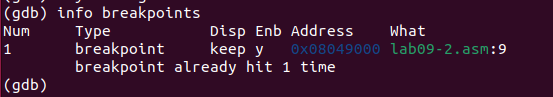 (gdb) info breakpoints
Num Type Disp Enb Address What
1 breakpoint keep y 0x08049000 lab09-2.asm:9
breakpoint already hit 1 time
(gdb)